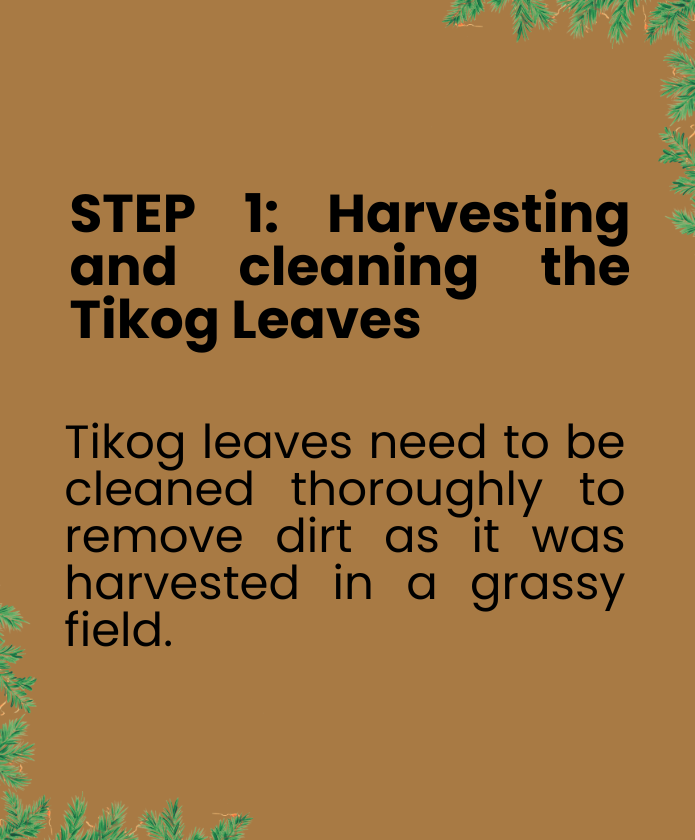 STEP 1: Harvesting
and cleaning the
Tikog Leaves
Tikog leaves need to be
cleaned thoroughly to
remove dirt as it was
harvested in a grassy
field.